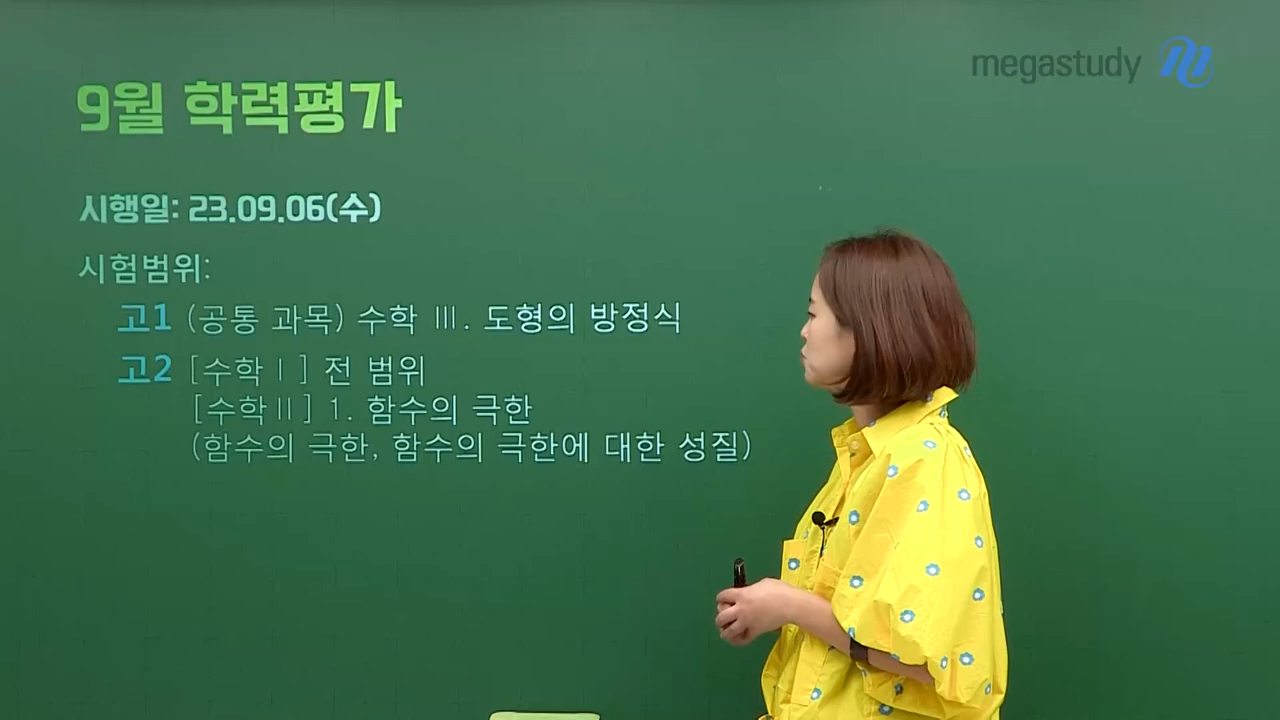 megastudy
9월 학력평가
시행일: 23.09.06(수)
시험범위:
고1 (공통 과목) 수학 III. 도형의 방정식
고2 [수학 I] 전 범위
[수학II] 1. 함수의 극한
(함수의 극한, 함수의 극한에 대한 성질)